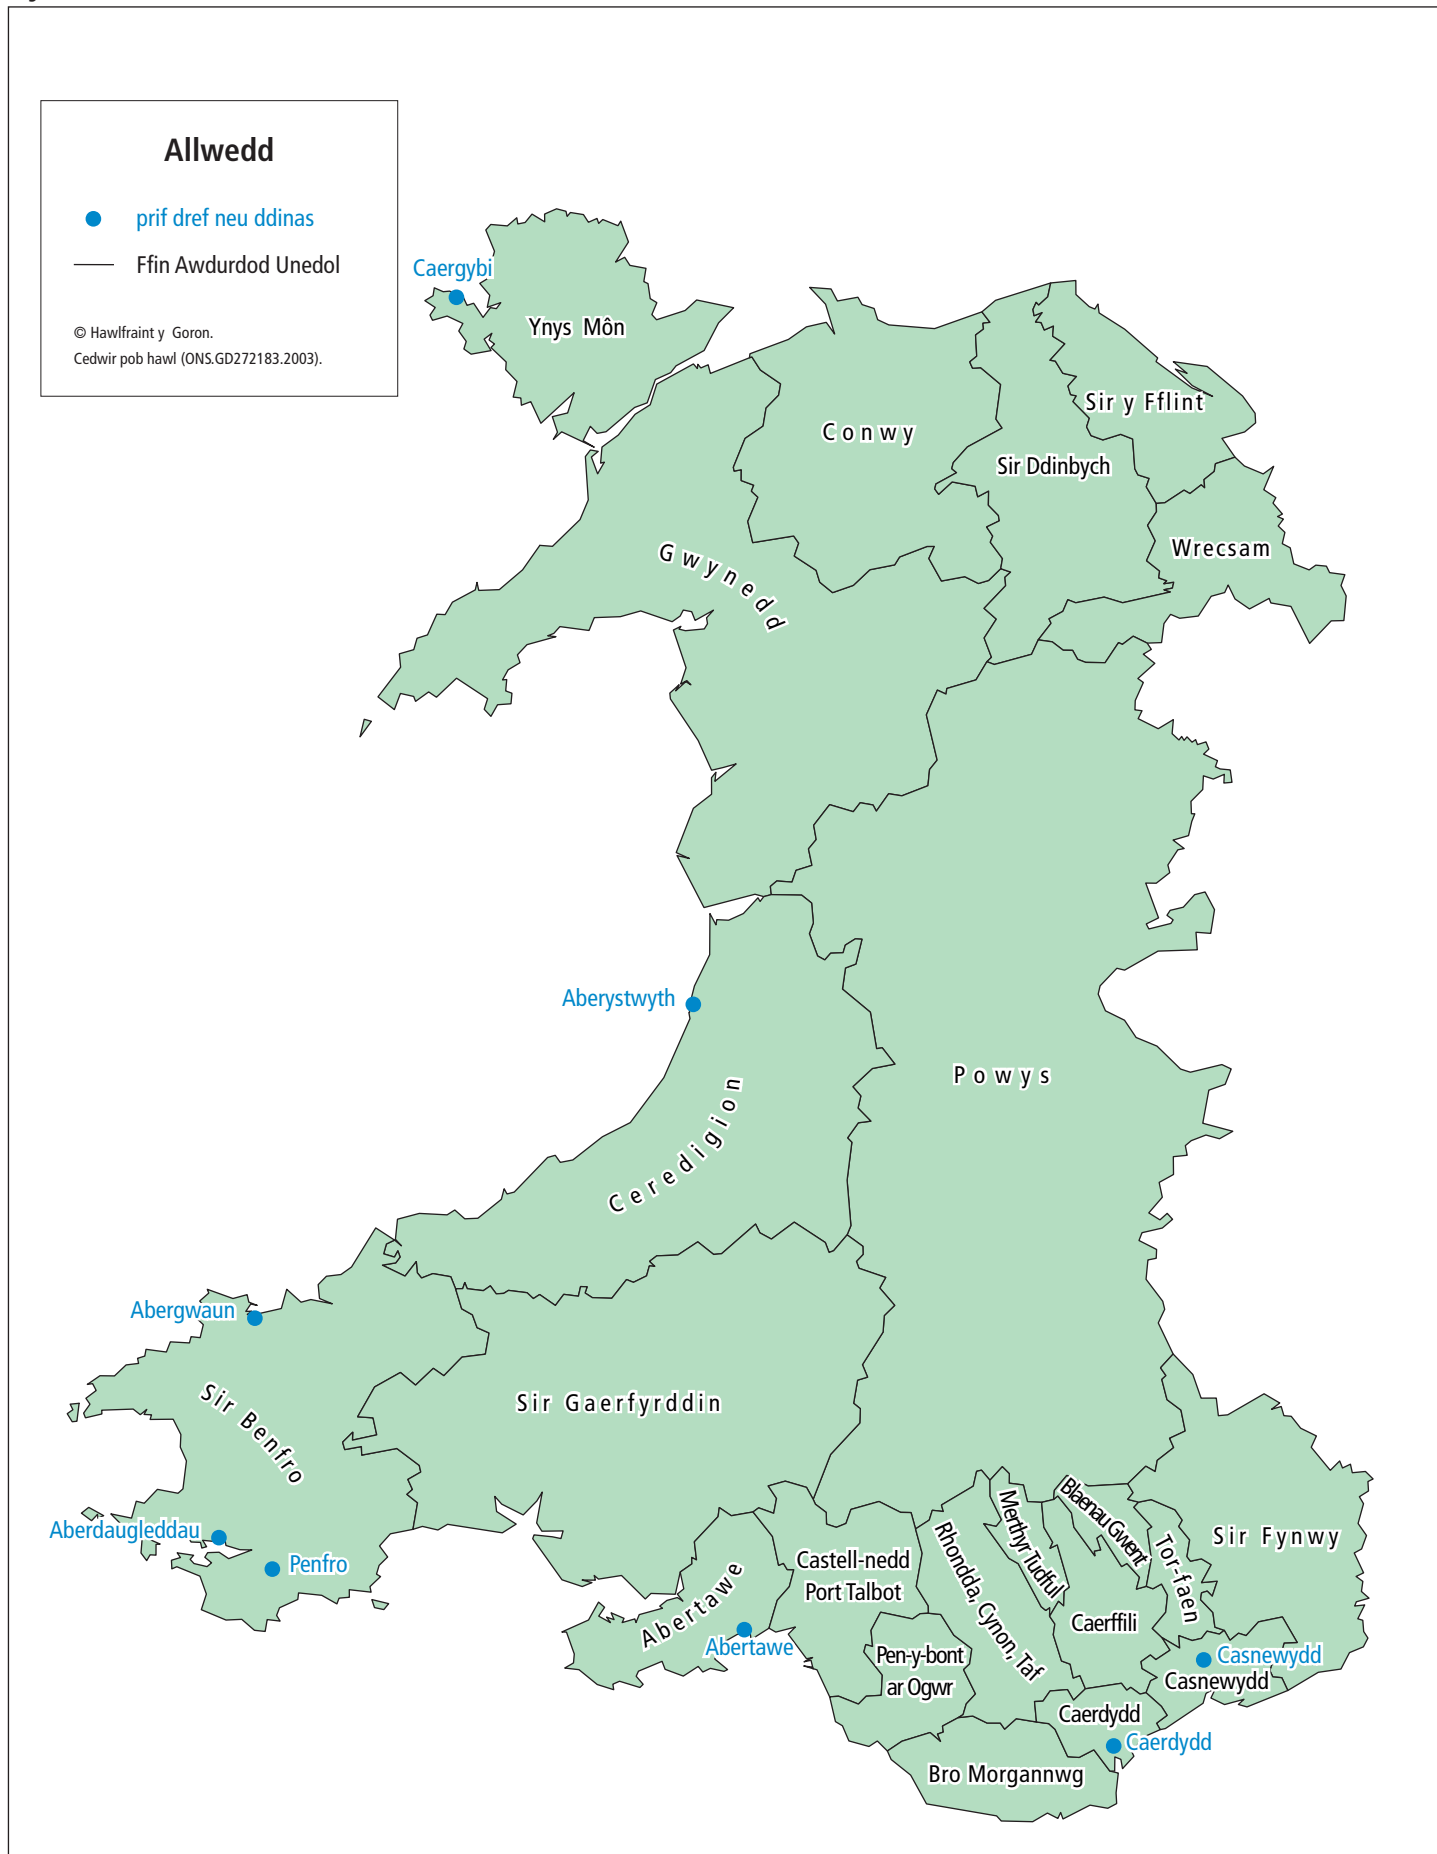 Allwedd
prif dref neu ddinas
Ffin Awdurdod Unedol
© Hawlfraint y Goron.
Cedwir pob hawl (ONS.GD272183.2003).
Caergybi
Ynys Môn
Conwy
Sir y Fflint
Sir Ddinbych
Wrecsam
Gwynedd
Aberystwyth
Powys
Ceredigion
Abergwaun
Sir Benfro
Sir Gaerfyrddin
Aberdaugleddau
Penfro
Abertawe
Abertawe
Castell-nedd
Port Talbot
Pen-y-bont
ar Ogwr
Rhondda, Cynon, Taf
Merthyr Tudful
Blaenau Gwent
Caerffili
Tor-faen
Sir Fynwy
Casnewydd
Casnewydd
Caerdydd
Caerdydd
Bro Morgannwg